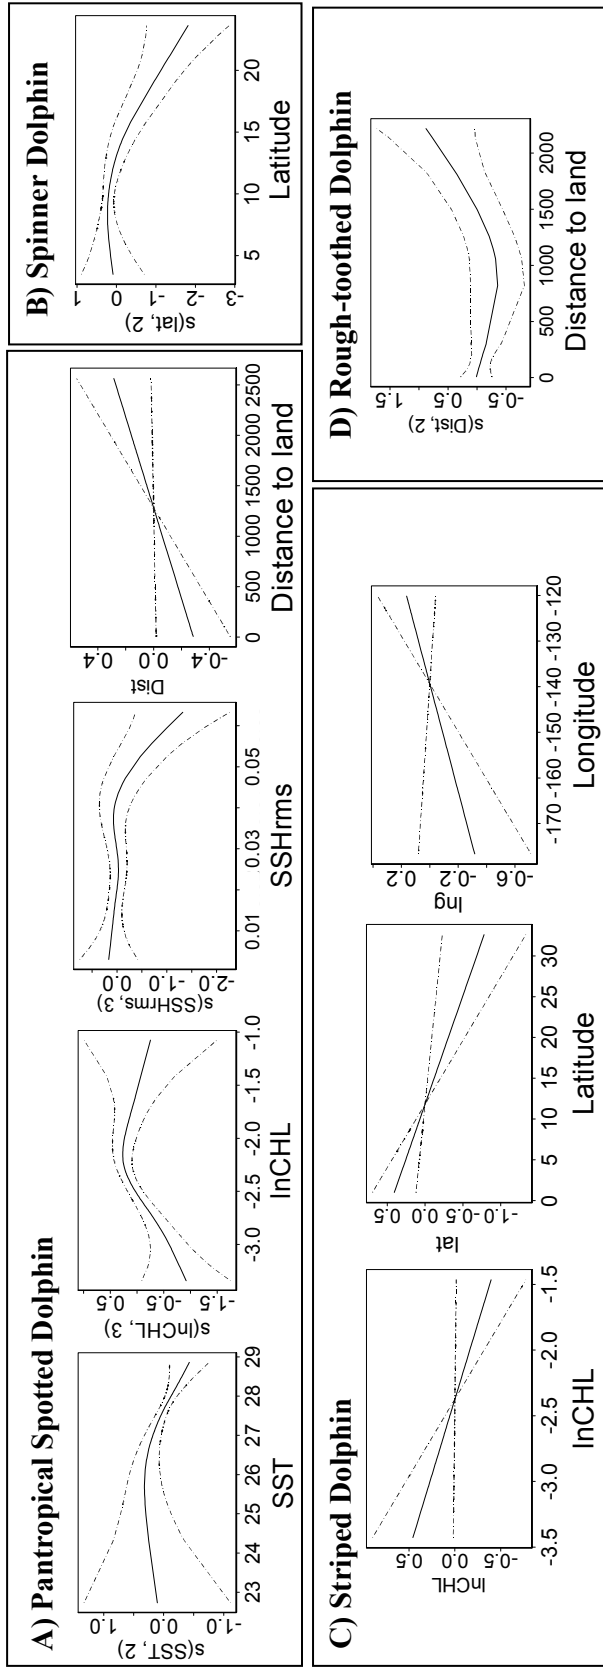 A) Pantropical Spotted Dolphin
s(SST, 2)
1.0 0.0 -1.0
23 24 25 26 27 28 29
SST
s(lnCHL, 3)
0.5 -0.5 -1.5
-3.0 -2.5 -2.0 -1.5 -1.0
lnCHL
s(SSHrms, 3)
0.0 -1.0 -2.0
0.01 0.03 0.05
SSHrms
Dist
0.4 0.0 -0.4
0 500 1000 1500 2000 2500
Distance to land
B) Spinner Dolphin
s(lat, 2)
1 0 -1 -2 -3
5 10 15 20
Latitude
C) Striped Dolphin
lnCHL
0.5 0.0 -0.5
-3.5 -3.0 -2.5 -2.0 -1.5
lnCHL
lat
0.5 0.0 -0.5 -1.0
0 5 10 15 20 25 30
Latitude
lng
0.2 -0.2 -0.6
-170 -160 -150 -140 -130 -120
Longitude
D) Rough-toothed Dolphin
s(Dist, 2)
1.5 0.5 -0.5
0 500 1000 1500 2000
Distance to land